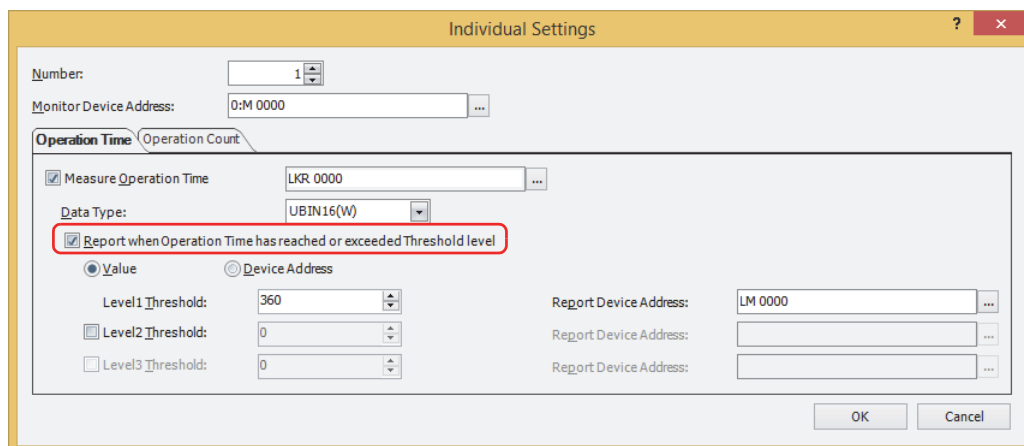 Individual Settings
?
Number: 1
Monitor Device Address: 0:M 0000 ...
Operation Time Operation Count
Measure Operation Time LKR 0000 ...
Data Type: UBIN16(W)
Report when Operation Time has reached or exceeded Threshold level
Value Device Address
Level1 Threshold: 360 Report Device Address: LM 0000 ...
Level2 Threshold: 0 Report Device Address: ...
Level3 Threshold: 0 Report Device Address: ...
OK Cancel